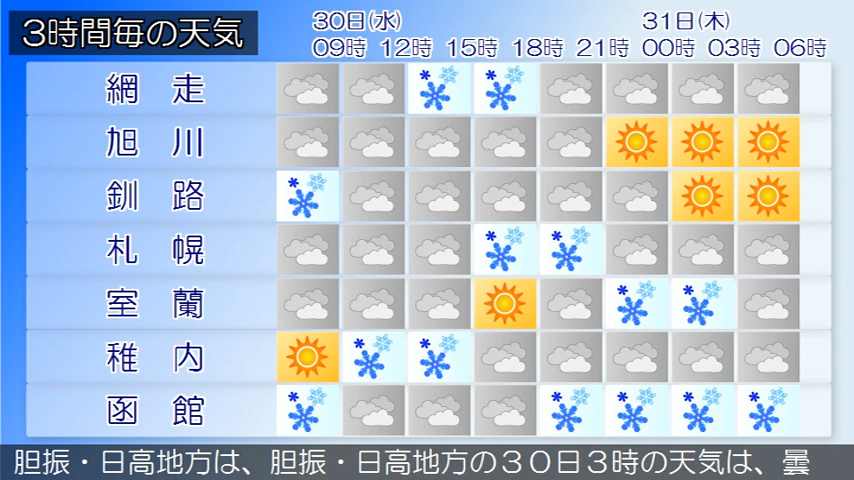 3時間毎の天気
30日(水) 31日(木)
09時 12時 15時 18時 21時 00時 03時 06時
網 走
旭 川
釧 路
札 幌
室 蘭
稚 内
函 館
胆振・日高地方は、胆振・日高地方の３０日３時の天気は、曇